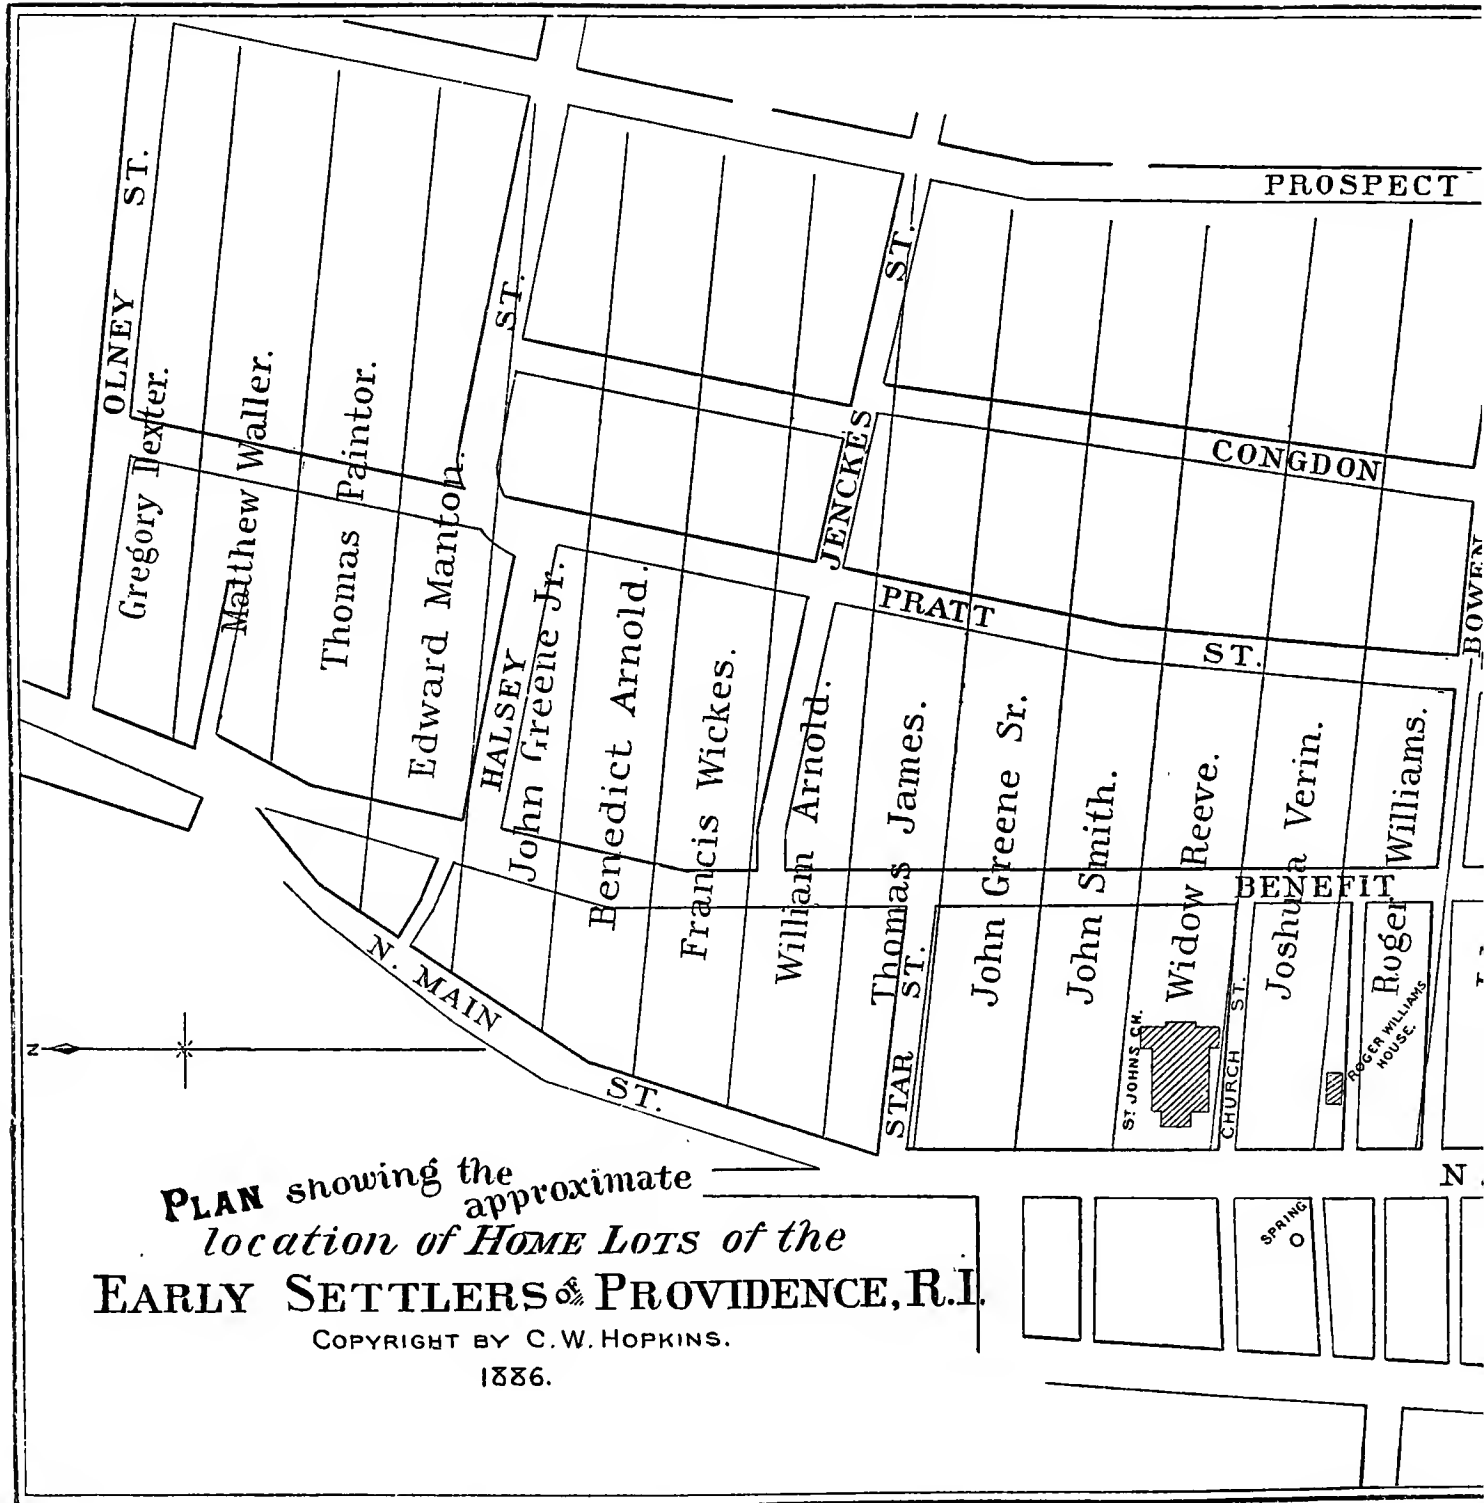 OLNEY ST.
PROSPECT
ST.
ST.
CONGDON
JENCKES
BOWEN
PRATT
ST.
HALSEY
BENEFIT
N. MAIN
ST.
STAR ST.
CHURCH ST.
Gregory Dexter.
Matthew Waller.
Thomas Paintor.
Edward Manton.
John Greene Jr.
Benedict Arnold.
Francis Wickes.
William Arnold.
Thomas James.
John Greene Sr.
John Smith.
Widow Reeve.
Joshua Verin.
Roger Williams.
ST. JOHNS CH.
ROGER WILLIAMS
HOUSE.
N
N.
SPRING
PLAN showing the
approximate
location of HOME LOTS of the
EARLY SETTLERS OF PROVIDENCE, R.I.
COPYRIGHT BY C.W. HOPKINS.
1886.